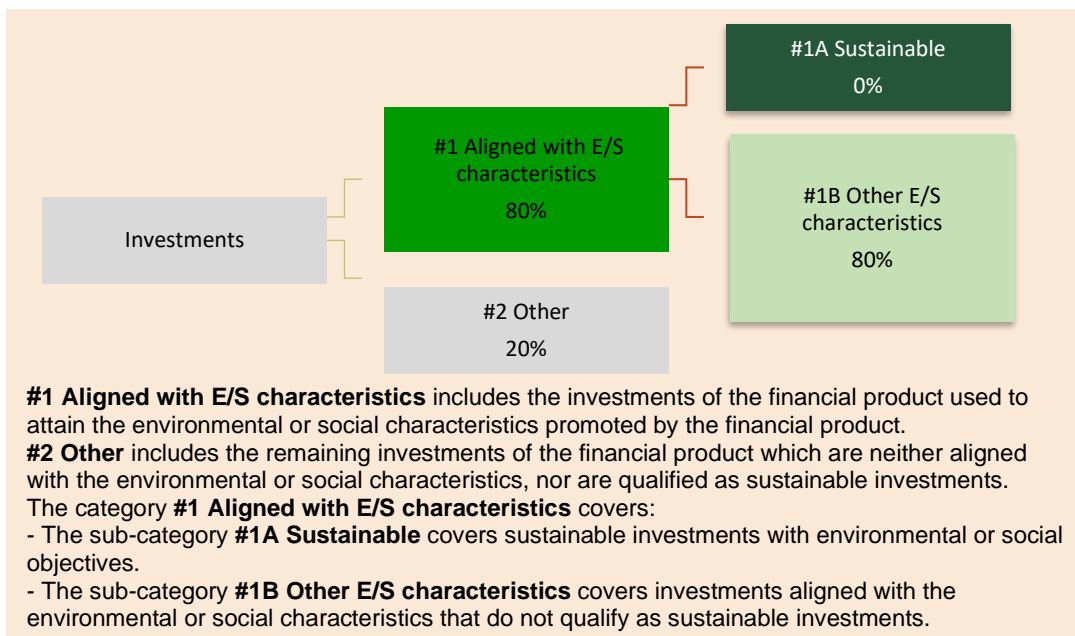 #1A Sustainable
0%
#1 Aligned with E/S
characteristics
80%
#1B Other E/S
characteristics
80%
Investments
#2 Other
20%
#1 Aligned with E/S characteristics includes the investments of the financial product used to
attain the environmental or social characteristics promoted by the financial product.
#2 Other includes the remaining investments of the financial product which are neither aligned
with the environmental or social characteristics, nor are qualified as sustainable investments.
The category #1 Aligned with E/S characteristics covers:
- The sub-category #1A Sustainable covers sustainable investments with environmental or social
objectives.
- The sub-category #1B Other E/S characteristics covers investments aligned with the
environmental or social characteristics that do not qualify as sustainable investments.